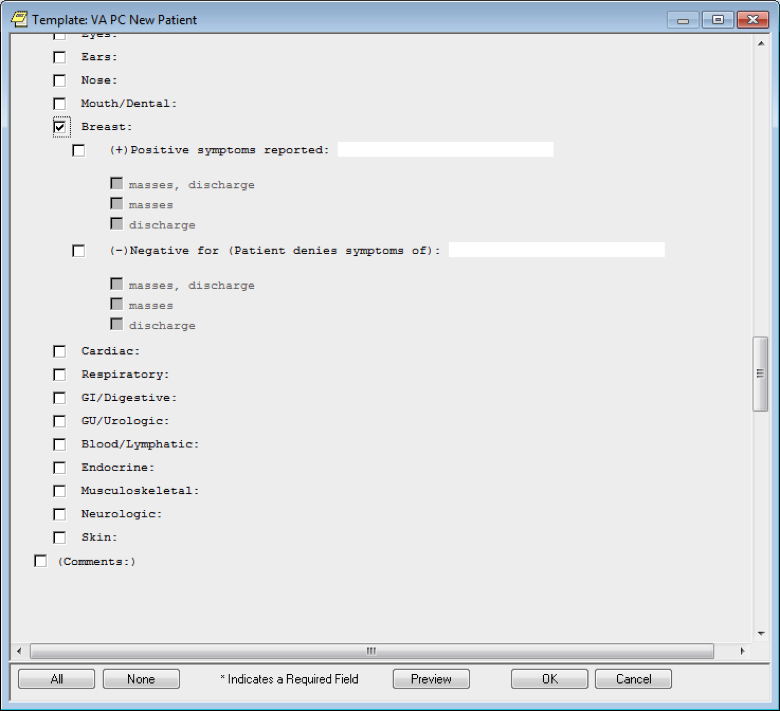 Template: VA PC New Patient
Eyes:
Ears:
Nose:
Mouth/Dental:
Breast:
(+)Positive symptoms reported:
masses, discharge
masses
discharge
(-)Negative for (Patient denies symptoms of):
masses, discharge
masses
discharge
Cardiac:
Respiratory:
GI/Digestive:
GU/Urologic:
Blood/Lymphatic:
Endocrine:
Musculoskeletal:
Neurologic:
Skin:
(Comments:)
All None * Indicates a Required Field Preview OK Cancel